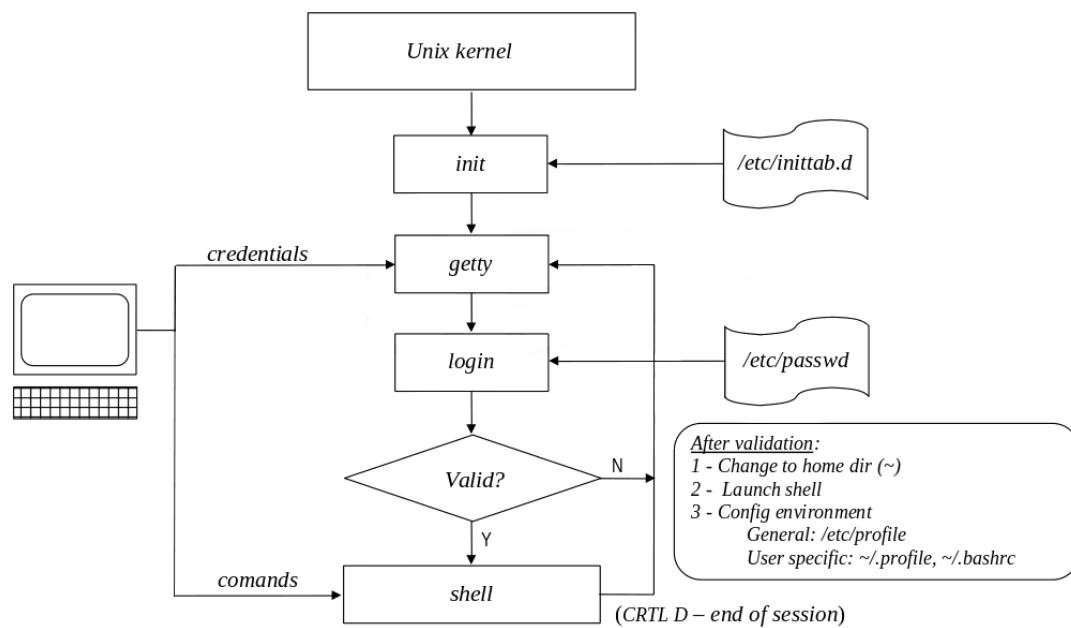 Unix kernel
init
/etc/inittab.d
credentials
getty
login
/etc/passwd
Valid?
N
Y
After validation:
1 - Change to home dir (~)
2 - Launch shell
3 - Config environment
General: /etc/profile
User specific: ~/.profile, ~/.bashrc
comands
shell
(CRTL D – end of session)